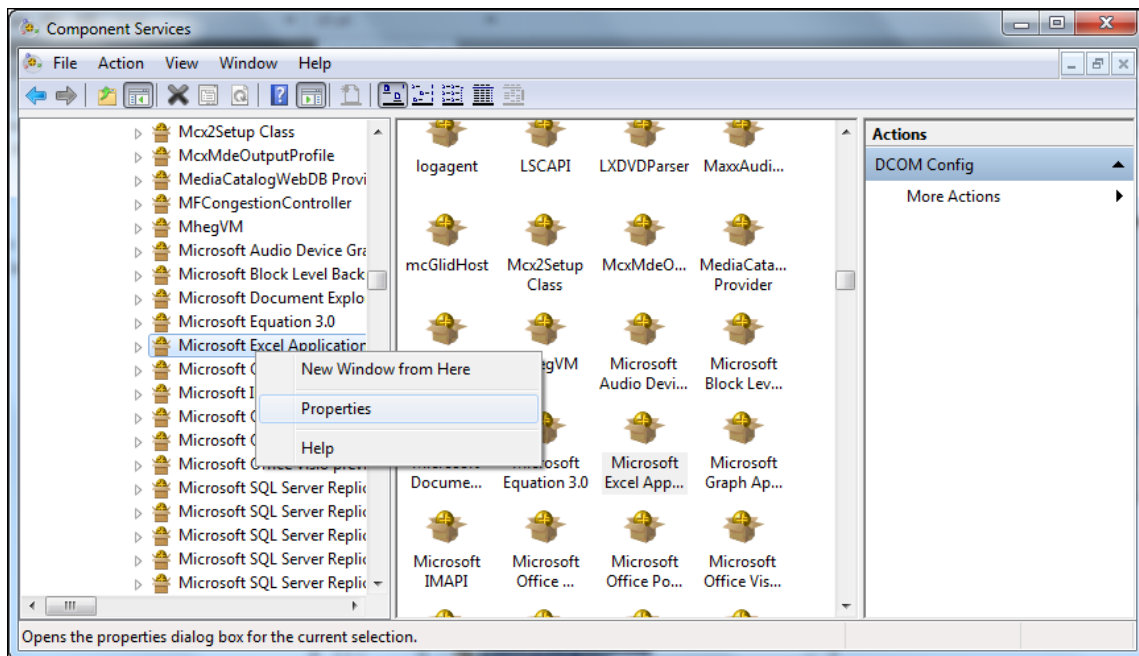 Component Services
File Action View Window Help
Mcx2Setup Class
McxMdeOutputProfile
MediaCatalogWebDB Provi
MFCongestionController
MhegVM
Microsoft Audio Device Gra
Microsoft Block Level Back
Microsoft Document Explo
Microsoft Equation 3.0
Microsoft Excel Application
Microsoft
Microsoft I
Microsoft
Microsoft
Microsoft
Microsoft SQL Server Replic
Microsoft SQL Server Replic
Microsoft SQL Server Replic
Microsoft SQL Server Replic
Microsoft SQL Server Replic
New Window from Here
Properties
Help
logagent LSCAPI LXDVDParser MaxxAudi...
mcGlidHost Mcx2Setup McxMdeO... MediaCata...
Class Provider
egVM Microsoft Microsoft
Audio Devi... Block Lev...
Microsoft Microsoft
Docume... Equation 3.0 Excel App... Graph Ap...
Microsoft Microsoft Microsoft Microsoft
IMAPI Office ... Office Po... Office Vis...
Actions
DCOM Config
More Actions
Opens the properties dialog box for the current selection.